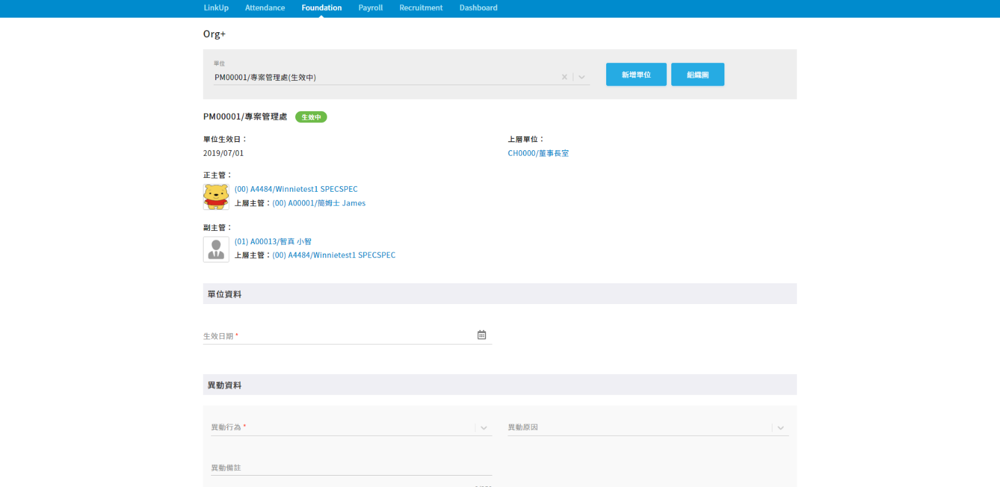 LinkUp Attendance Foundation Payroll Recruitment Dashboard
Org+
單位
PM00001/專案管理處(生效中)
新增單位 組織圖
PM00001/專案管理處 生效中
單位生效日： 上層單位：
2019/07/01 CH0000/董事長室
正主管：
(00) A4484/Winnietest1 SPECSPEC
上層主管：(00) A00001/簡姆士 James
副主管：
(01) A00013/智真 小智
上層主管：(00) A4484/Winnietest1 SPECSPEC
單位資料
生效日期 *
異動資料
異動行為 * 異動原因
異動備註